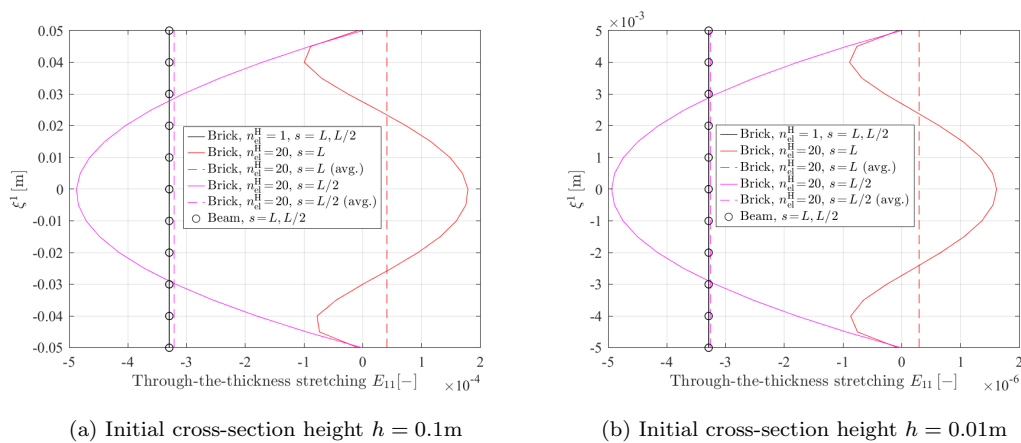 0.05
0.04
0.03
0.02
0.01
0
-0.01
-0.02
-0.03
-0.04
-0.05
ξ¹ [m]
Brick, n_el^H = 1, s = L, L/2
Brick, n_el^H = 20, s = L
Brick, n_el^H = 20, s = L (avg.)
Brick, n_el^H = 20, s = L/2
Brick, n_el^H = 20, s = L/2 (avg.)
Beam, s = L, L/2
-5 -4 -3 -2 -1 0 1 2
Through-the-thickness stretching E₁₁ [−] ×10⁻⁴
(a) Initial cross-section height h = 0.1m
5 ×10⁻³
4
3
2
1
0
-1
-2
-3
-4
-5
ξ¹ [m]
Brick, n_el^H = 1, s = L, L/2
Brick, n_el^H = 20, s = L
Brick, n_el^H = 20, s = L (avg.)
Brick, n_el^H = 20, s = L/2
Brick, n_el^H = 20, s = L/2 (avg.)
Beam, s = L, L/2
-5 -4 -3 -2 -1 0 1 2
Through-the-thickness stretching E₁₁ [−] ×10⁻⁶
(b) Initial cross-section height h = 0.01m